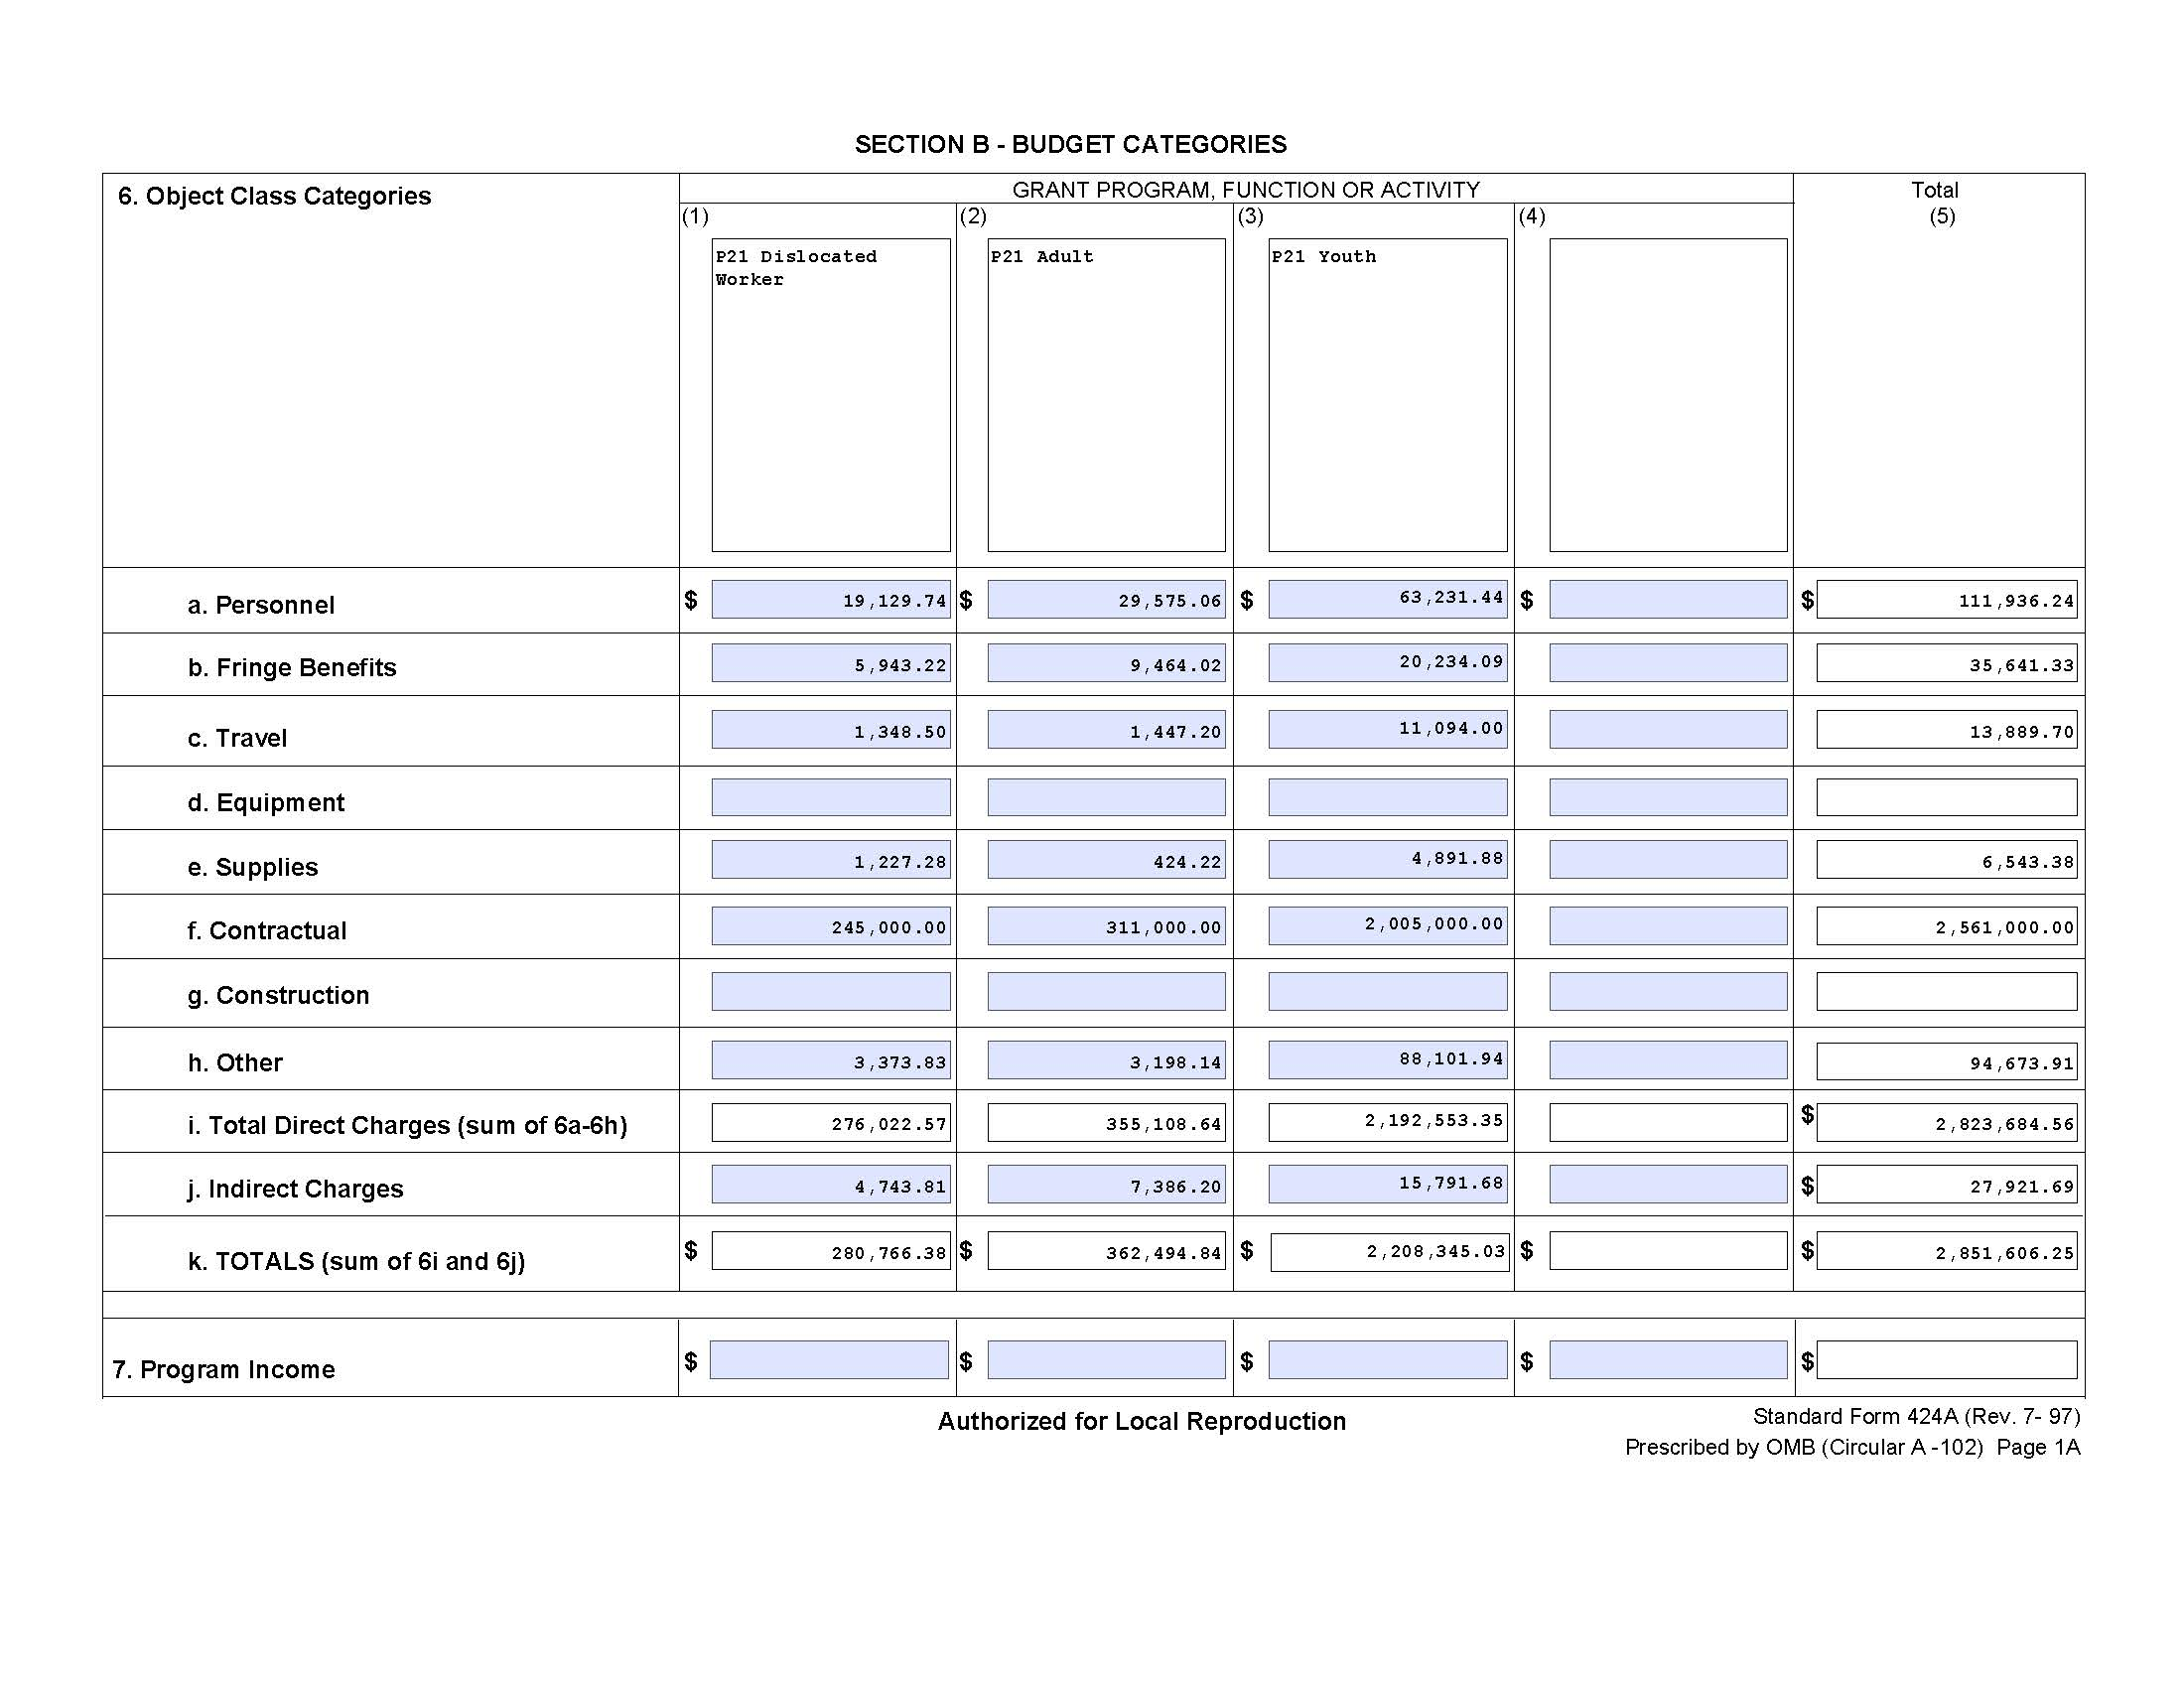 SECTION B - BUDGET CATEGORIES
6. Object Class Categories
GRANT PROGRAM, FUNCTION OR ACTIVITY
Total
(1) (2) (3) (4) (5)
P21 Dislocated
Worker
P21 Adult
P21 Youth
a. Personnel $ 19,129.74 $ 29,575.06 $ 63,231.44 $ $ 111,936.24
b. Fringe Benefits 5,943.22 9,464.02 20,234.09 35,641.33
c. Travel 1,348.50 1,447.20 11,094.00 13,889.70
d. Equipment
e. Supplies 1,227.28 424.22 4,891.88 6,543.38
f. Contractual 245,000.00 311,000.00 2,005,000.00 2,561,000.00
g. Construction
h. Other 3,373.83 3,198.14 88,101.94 94,673.91
i. Total Direct Charges (sum of 6a-6h) 276,022.57 355,108.64 2,192,553.35 $ 2,823,684.56
j. Indirect Charges 4,743.81 7,386.20 15,791.68 $ 27,921.69
k. TOTALS (sum of 6i and 6j) $ 280,766.38 $ 362,494.84 $ 2,208,345.03 $ $ 2,851,606.25
7. Program Income $ $ $ $ $
Authorized for Local Reproduction
Standard Form 424A (Rev. 7- 97)
Prescribed by OMB (Circular A -102) Page 1A